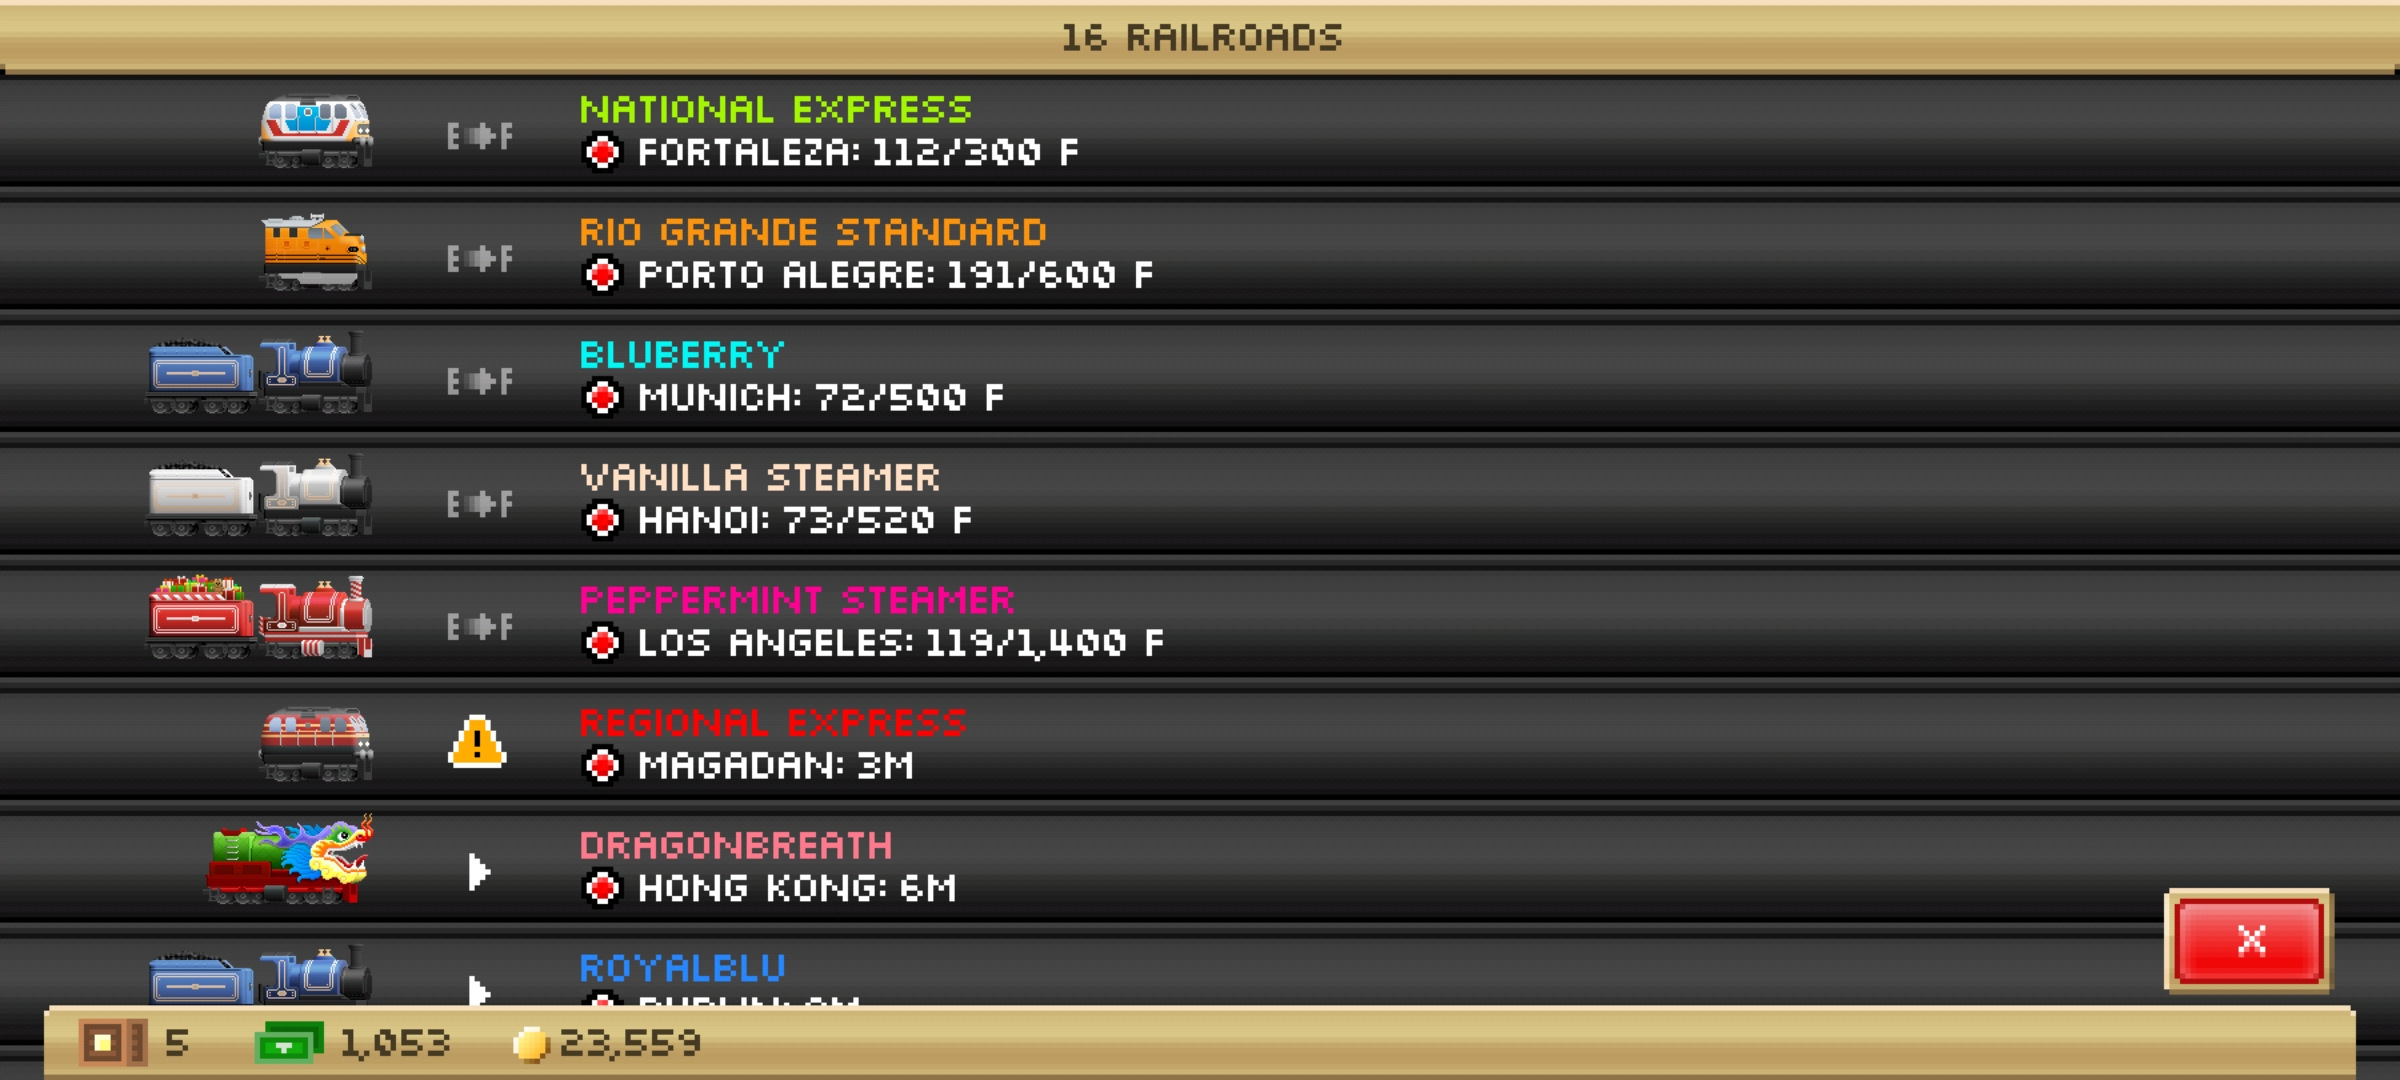 16 RAILROADS
NATIONAL EXPRESS
E F
FORTALEZA: 112/300 F
RIO GRANDE STANDARD
E F
PORTO ALEGRE: 191/600 F
BLUBERRY
E F
MUNICH: 72/500 F
VANILLA STEAMER
E F
HANOI: 73/520 F
PEPPERMINT STEAMER
E F
LOS ANGELES: 119/1,400 F
REGIONAL EXPRESS
!
MAGADAN: 3M
DRAGONBREATH
HONG KONG: 6M
X
ROYALBLU
5 1,053 23,559